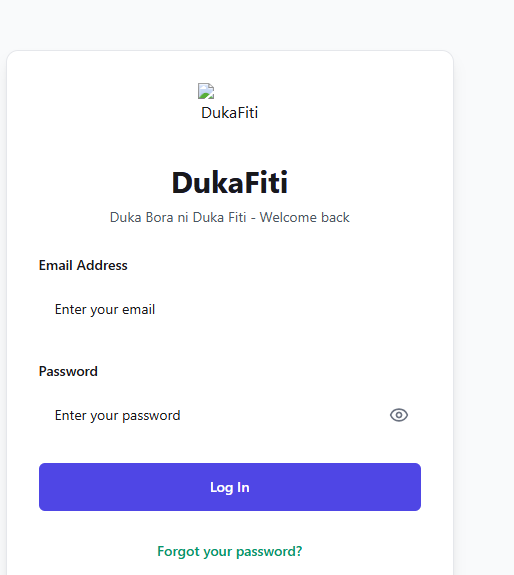 DukaFiti
DukaFiti
Duka Bora ni Duka Fiti - Welcome back
Email Address
Enter your email
Password
Enter your password
Log In
Forgot your password?